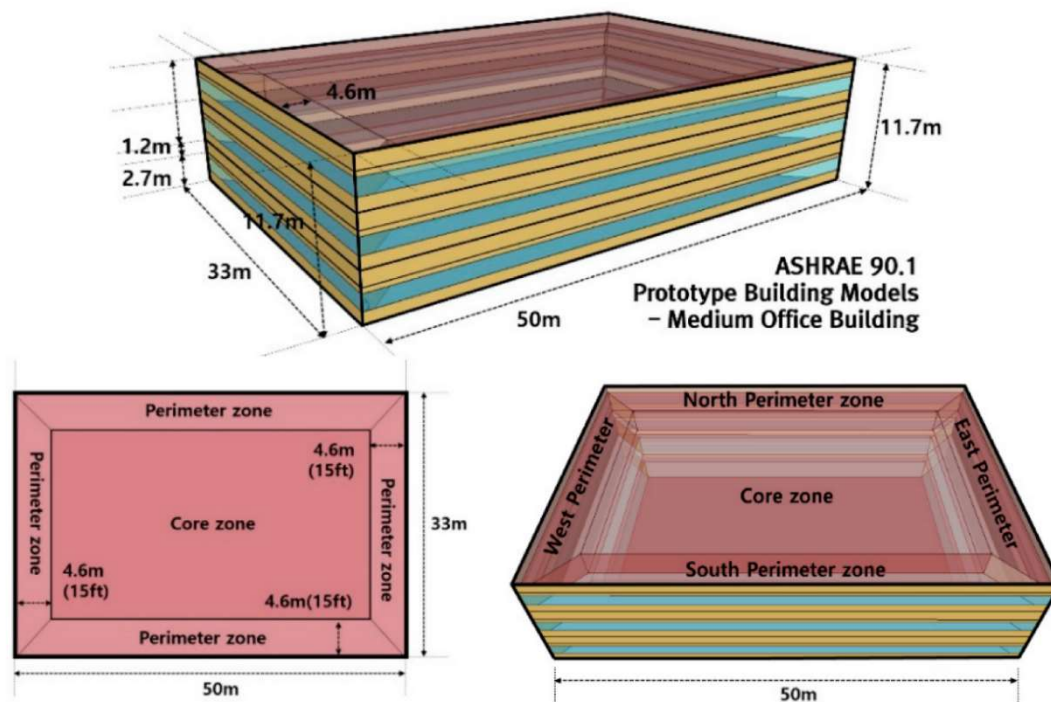 4.6m
1.2m
2.7m
11.7m
11.7m
33m
50m
ASHRAE 90.1
Prototype Building Models
– Medium Office Building
Perimeter zone
4.6m
(15ft)
Perimeter zone
Core zone
Perimeter zone
33m
4.6m
(15ft)
4.6m(15ft)
Perimeter zone
50m
North Perimeter zone
West Perimeter
East Perimeter
Core zone
South Perimeter zone
50m